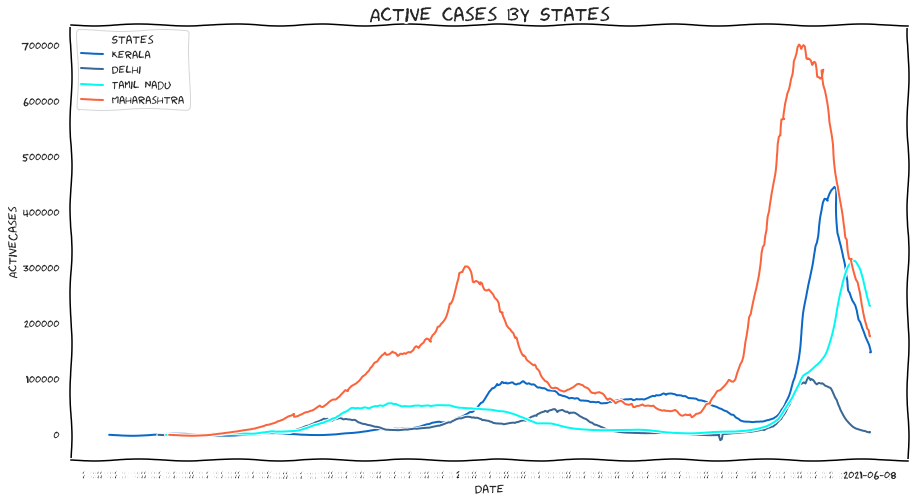 ACTIVE CASES BY STATES
STATES
KERALA
DELHI
TAMIL NADU
MAHARASHTRA
700000
600000
500000
400000
300000
200000
100000
0
ACTIVECASES
2021-06-08
DATE